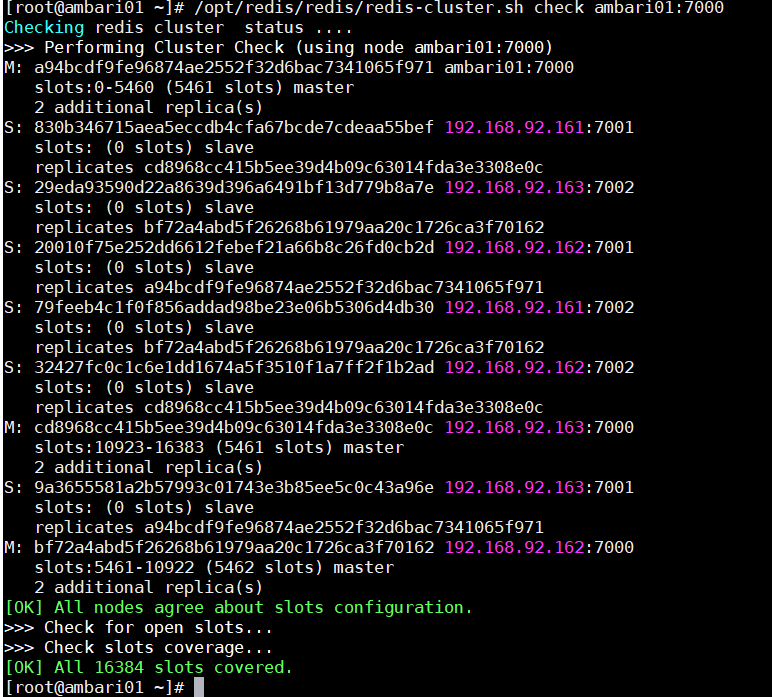 [root@ambari01 ~]# /opt/redis/redis-cluster.sh check ambari01:7000
Checking redis cluster  status ....
>>> Performing Cluster Check (using node ambari01:7000)
M: a94bcdf9fe96874ae2552f32d6bac7341065f971 ambari01:7000
   slots:0-5460 (5461 slots) master
   2 additional replica(s)
S: 830b346715aea5eccdb4cfa67bcde7cdeaa55bef 192.168.92.161:7001
   slots: (0 slots) slave
   replicates cd8968cc415b5ee39d4b09c63014fda3e3308e0c
S: 29eda93590d22a8639d396a6491bf13d779b8a7e 192.168.92.163:7002
   slots: (0 slots) slave
   replicates bf72a4abd5f26268b61979aa20c1726ca3f70162
S: 20010f75e252dd6612febef21a66b8c26fd0cb2d 192.168.92.162:7001
   slots: (0 slots) slave
   replicates a94bcdf9fe96874ae2552f32d6bac7341065f971
S: 79feeb4c1f0f856addad98be23e06b5306d4db30 192.168.92.161:7002
   slots: (0 slots) slave
   replicates bf72a4abd5f26268b61979aa20c1726ca3f70162
S: 32427fc0c1c6e1dd1674a5f3510f1a7ff2f1b2ad 192.168.92.162:7002
   slots: (0 slots) slave
   replicates cd8968cc415b5ee39d4b09c63014fda3e3308e0c
M: cd8968cc415b5ee39d4b09c63014fda3e3308e0c 192.168.92.163:7000
   slots:10923-16383 (5461 slots) master
   2 additional replica(s)
S: 9a3655581a2b57993c01743e3b85ee5c0c43a96e 192.168.92.163:7001
   slots: (0 slots) slave
   replicates a94bcdf9fe96874ae2552f32d6bac7341065f971
M: bf72a4abd5f26268b61979aa20c1726ca3f70162 192.168.92.162:7000
   slots:5461-10922 (5462 slots) master
   2 additional replica(s)
[OK] All nodes agree about slots configuration.
>>> Check for open slots...
>>> Check slots coverage...
[OK] All 16384 slots covered.
[root@ambari01 ~]#